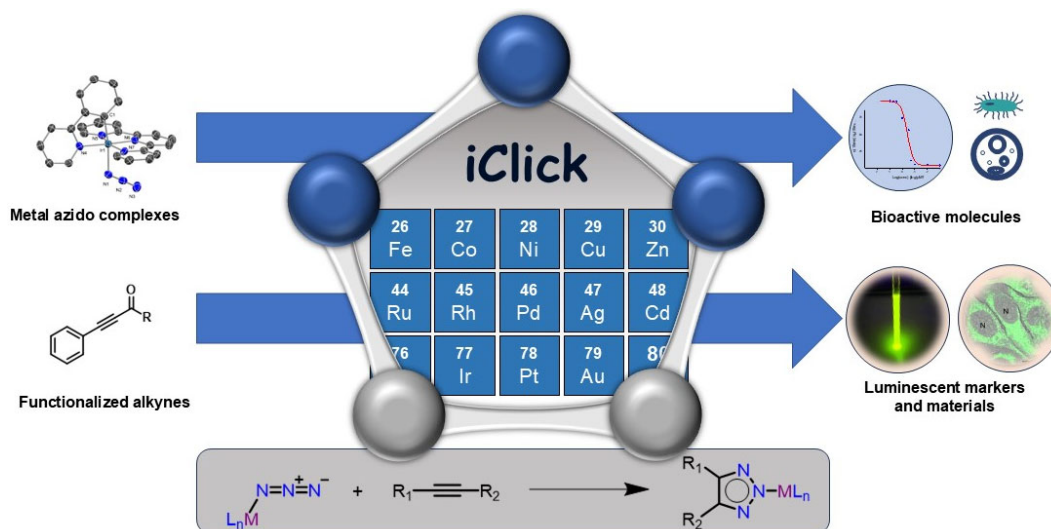 iClick
26 27 28 29 30
Fe Co Ni Cu Zn
44 45 46 47 48
Ru Rh Pd Ag Cd
76 77 78 79 80
Ir Pt Au
Metal azido complexes
Functionalized alkynes
R
O
Bioactive molecules
Luminescent markers
and materials
N N
LnM N=N=N + − + R1 R2 R1 R2 N N N–MLn